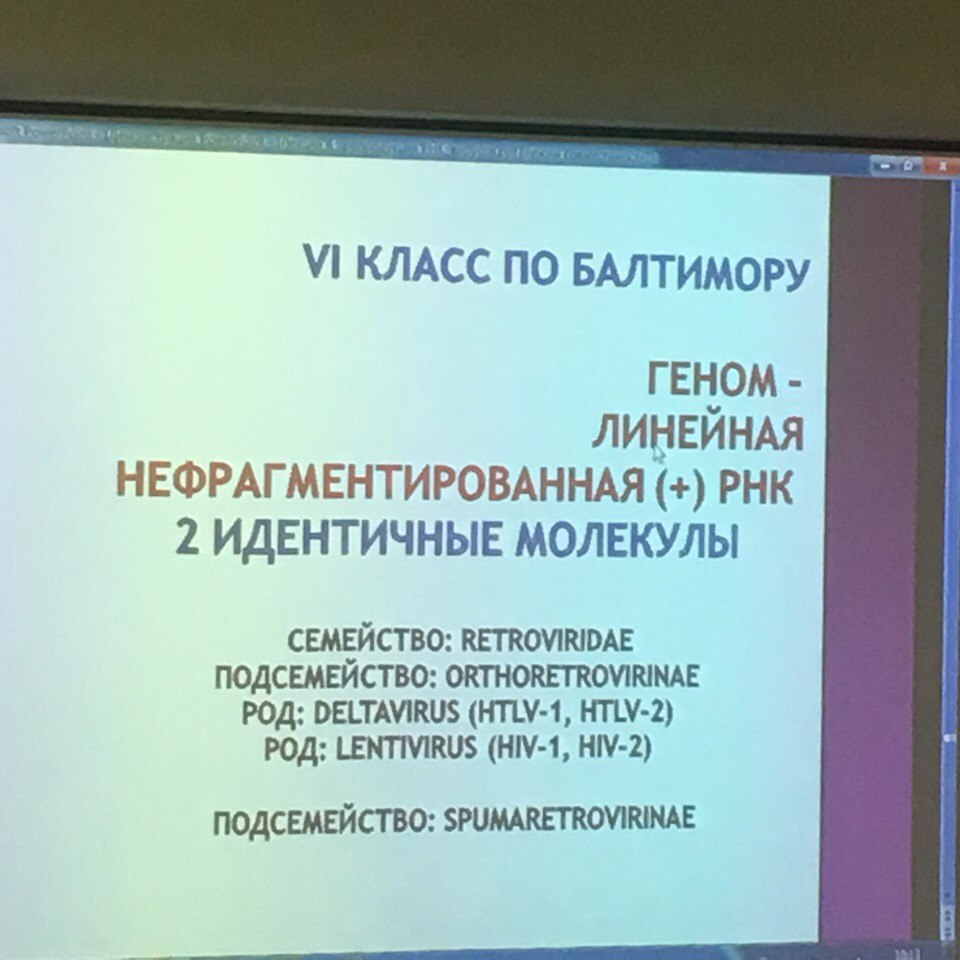 VI КЛАСС ПО БАЛТИМОРУ
ГЕНОМ -
ЛИНЕЙНАЯ
НЕФРАГМЕНТИРОВАННАЯ (+) РНК
2 ИДЕНТИЧНЫЕ МОЛЕКУЛЫ
СЕМЕЙСТВО: RETROVIRIDAE
ПОДСЕМЕЙСТВО: ORTHORETROVIRINAE
РОД: DELTAVIRUS (HTLV-1, HTLV-2)
РОД: LENTIVIRUS (HIV-1, HIV-2)
ПОДСЕМЕЙСТВО: SPUMARETROVIRINAE